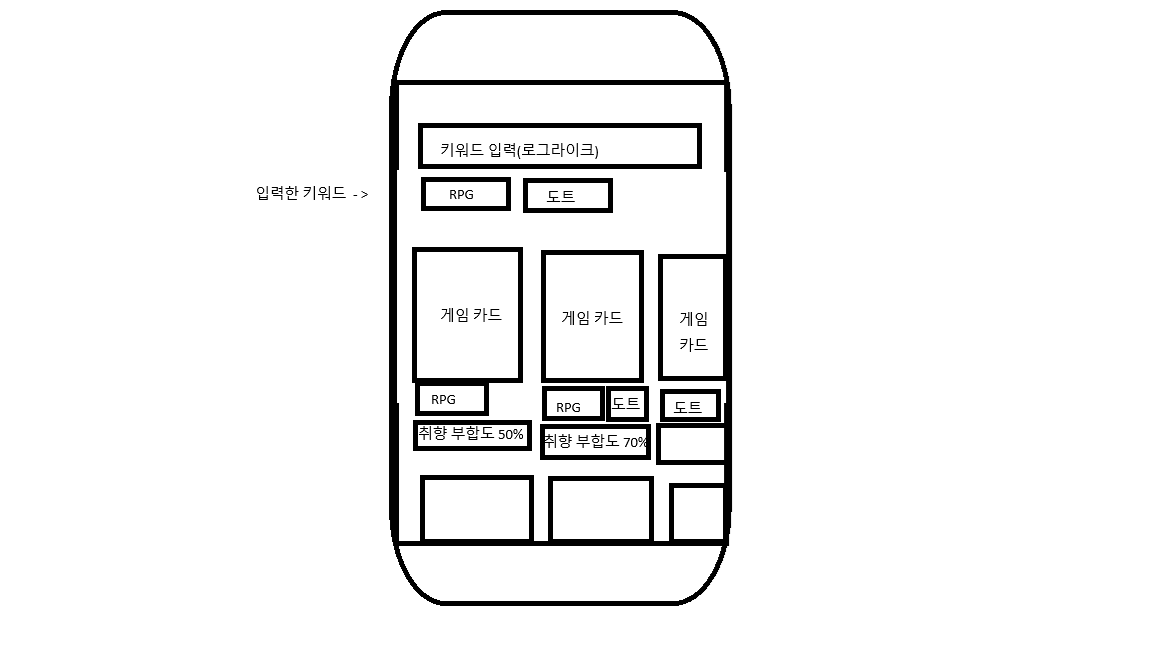 키워드 입력(로그라이크)
입력한 키워드 ->
RPG
도트
게임 카드
게임 카드
게임
카드
RPG
RPG
도트
도트
취향 부합도 50%
취향 부합도 70%